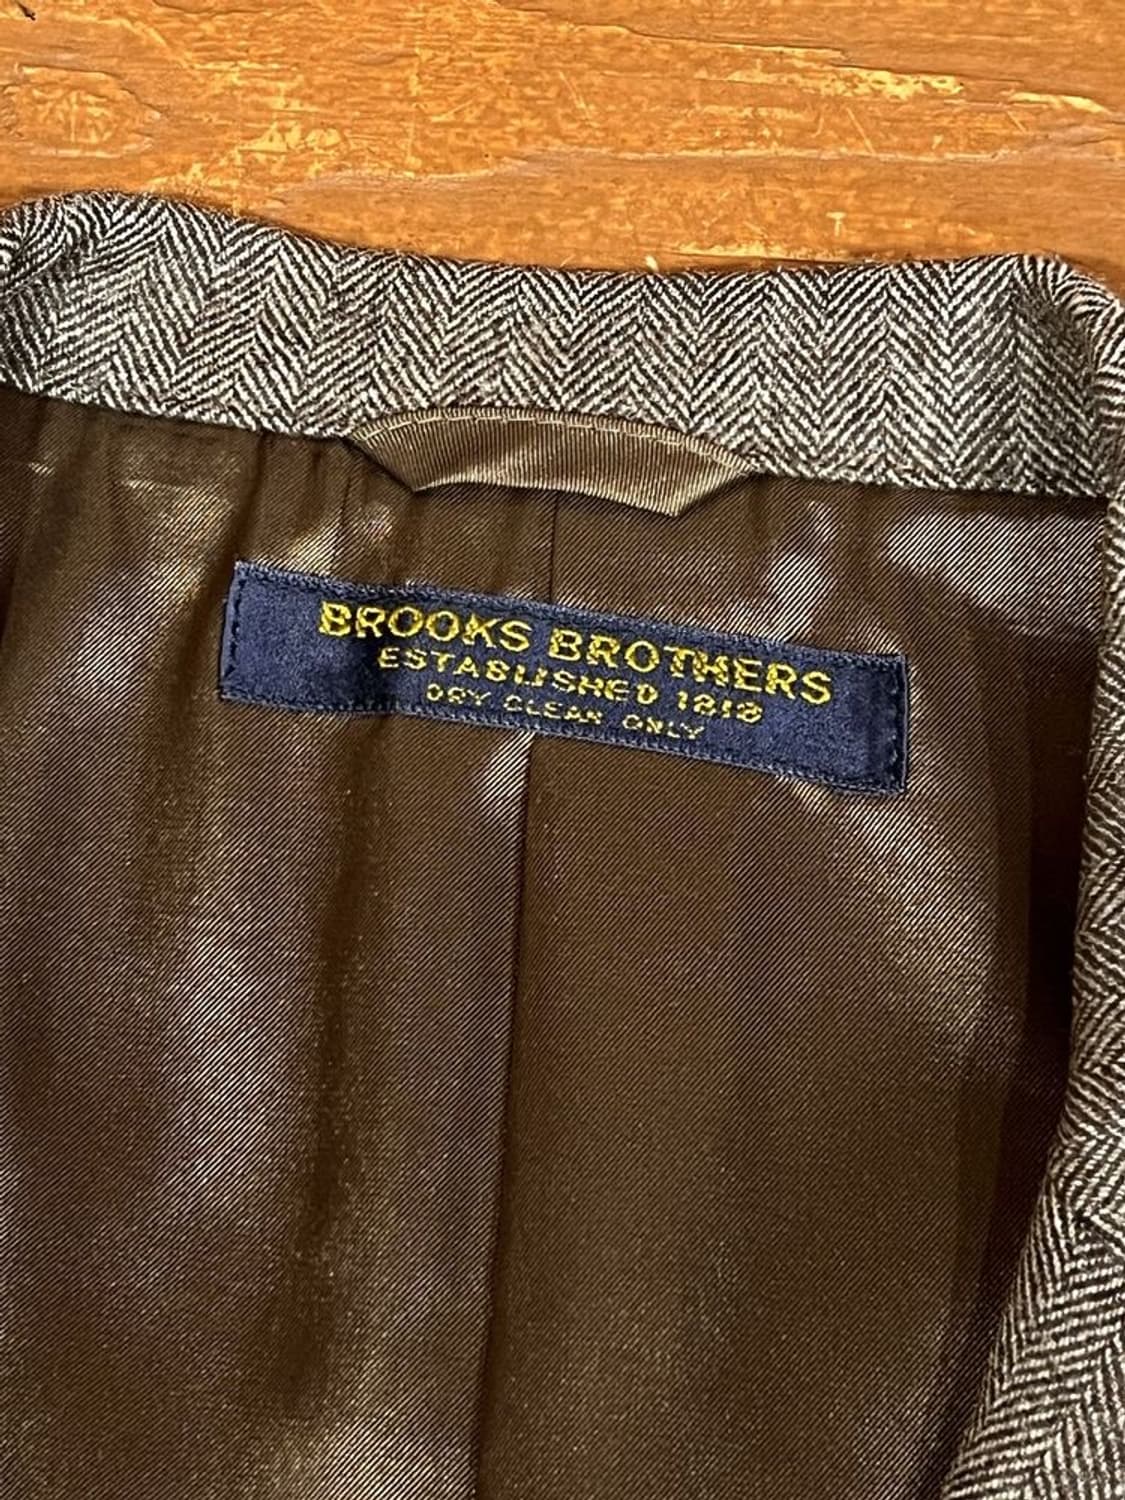 BROOKS BROTHERS
ESTABLISHED 1818
DRY CLEAN ONLY